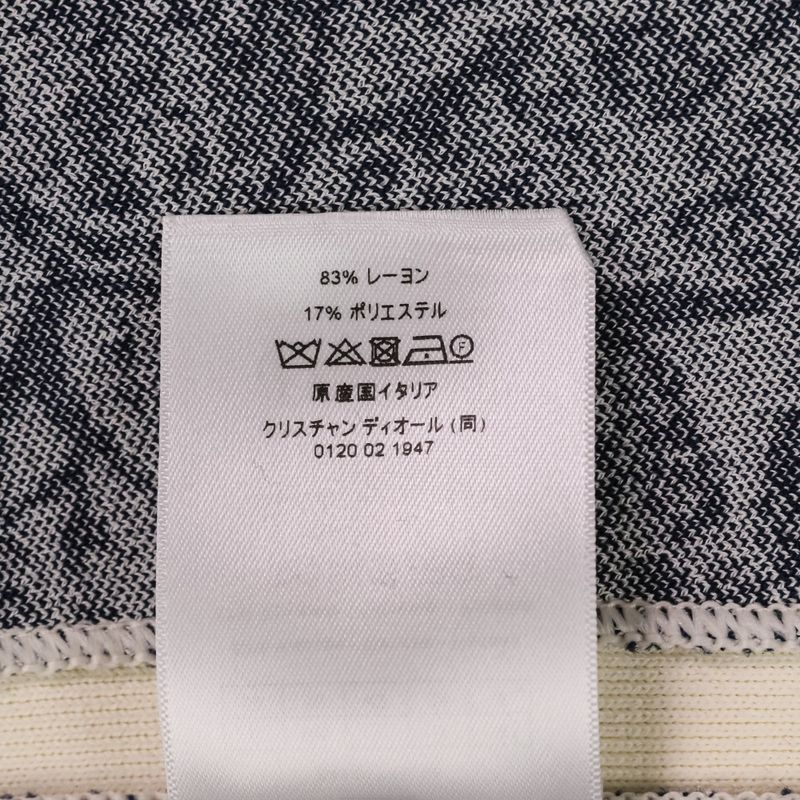 83% レーヨン
17% ポリエステル
F
原産国イタリア
クリスチャン ディオール (同)
0120 02 1947